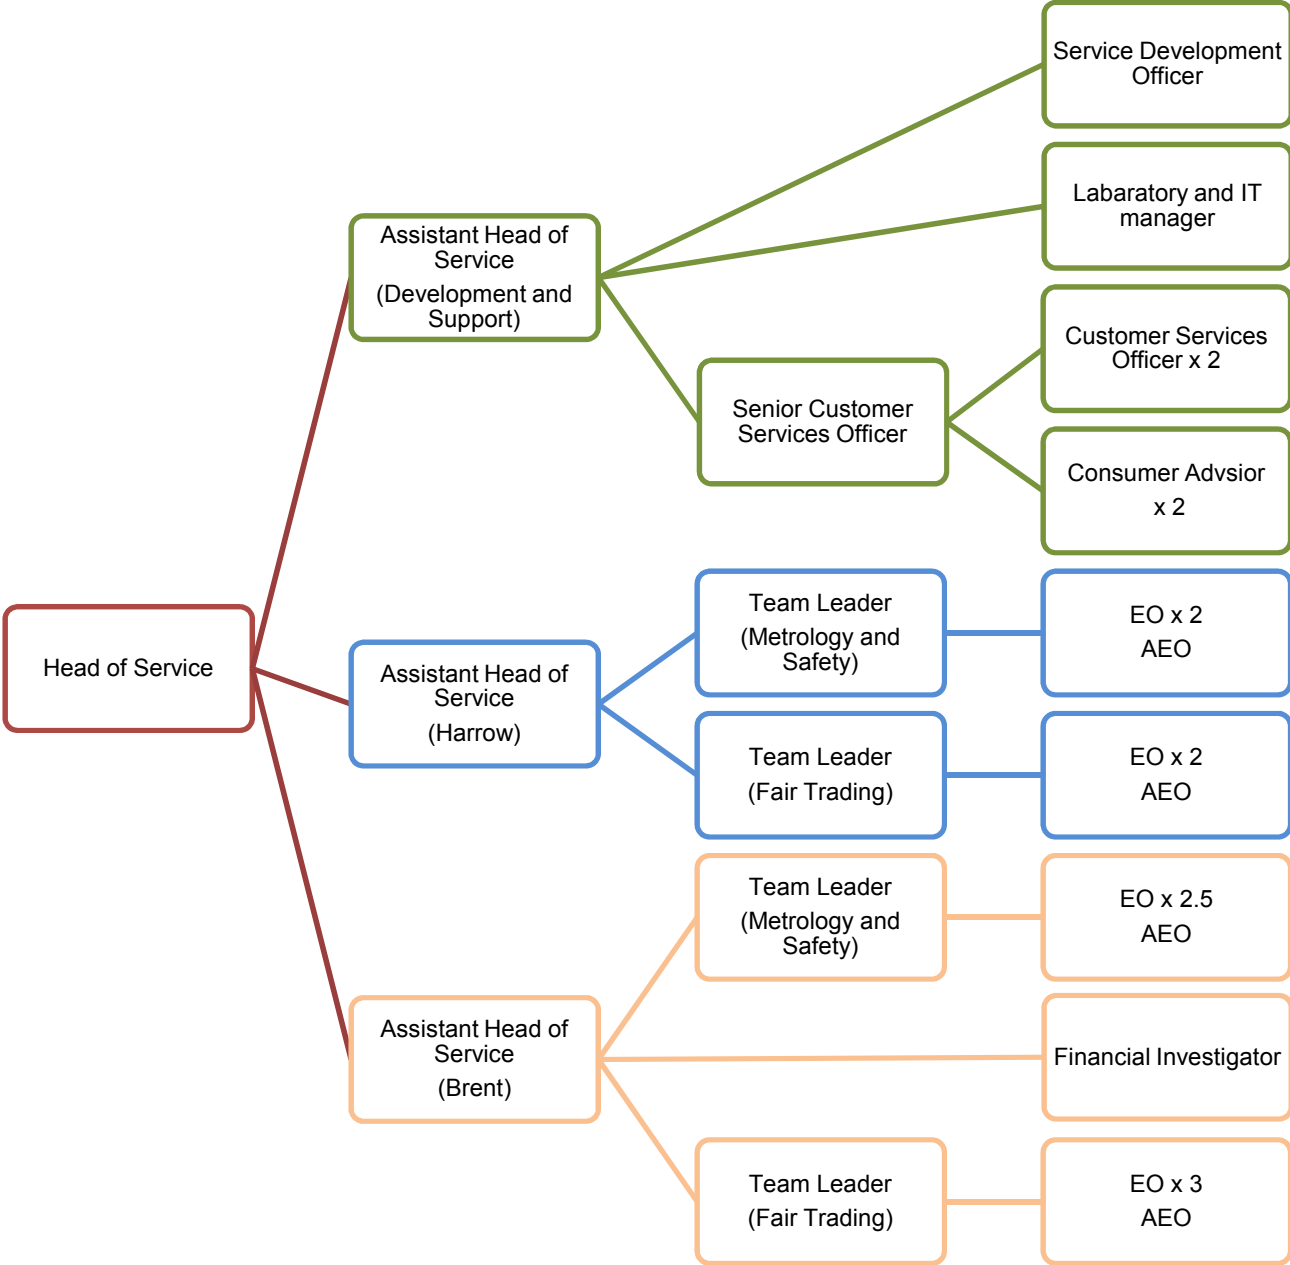 Service Development
Officer
Labaratory and IT
manager
Assistant Head of
Service
(Development and
Support)
Customer Services
Officer x 2
Senior Customer
Services Officer
Consumer Advsior
x 2
Head of Service
Assistant Head of
Service
(Harrow)
Team Leader
(Metrology and
Safety)
EO x 2
AEO
Team Leader
(Fair Trading)
EO x 2
AEO
Assistant Head of
Service
(Brent)
Team Leader
(Metrology and
Safety)
EO x 2.5
AEO
Financial Investigator
Team Leader
(Fair Trading)
EO x 3
AEO